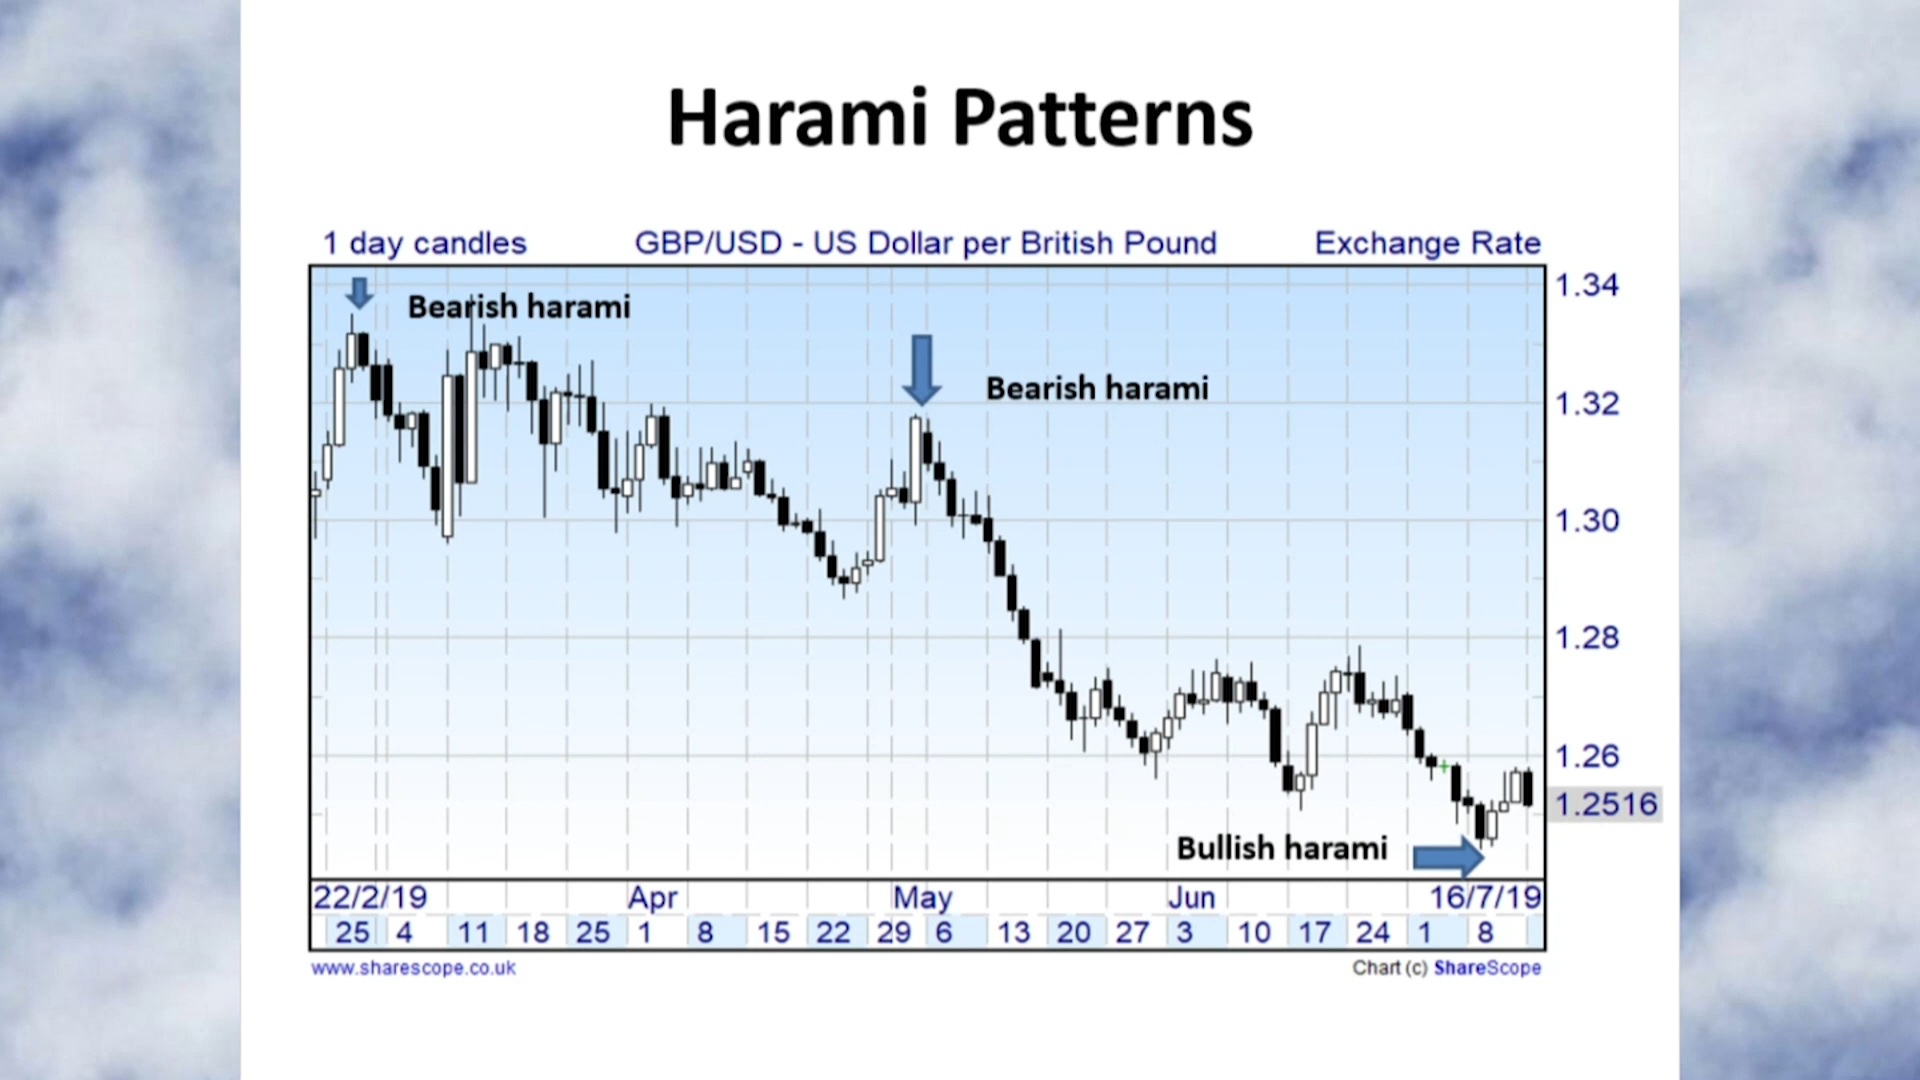 Harami Patterns
1 day candles GBP/USD - US Dollar per British Pound Exchange Rate
1.34
Bearish harami
Bearish harami
1.32
1.30
1.28
1.26
1.2516
Bullish harami
22/2/19 Apr May Jun 16/7/19
25 4 11 18 25 1 8 15 22 29 6 13 20 27 3 10 17 24 1 8
www.sharescope.co.uk Chart (c) ShareScope